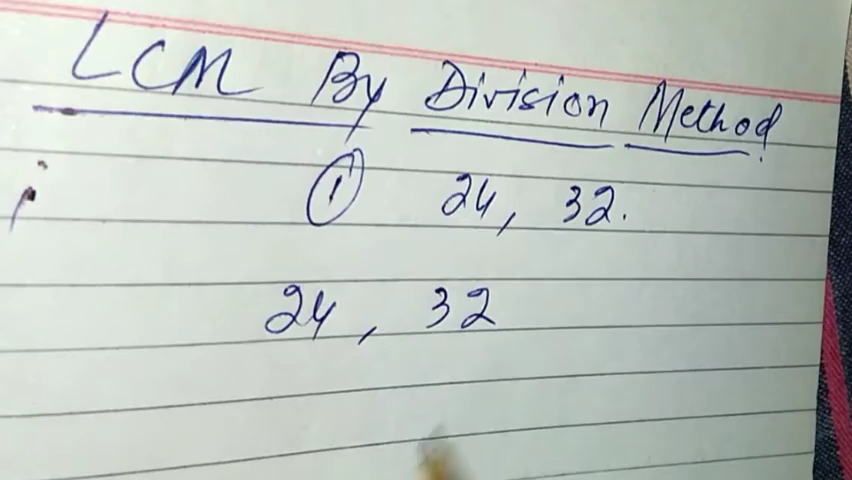 LCM By Division Method
① 24, 32.
24, 32